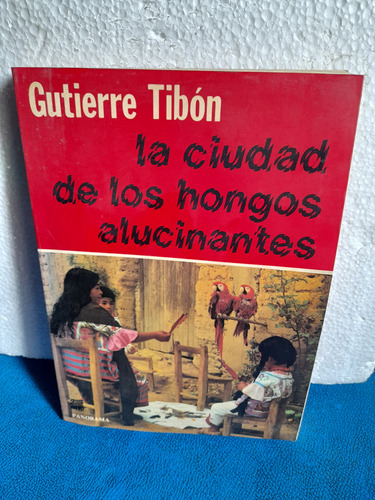 Gutierre Tibón
la ciudad
de los hongos
alucinantes
PANORAMA